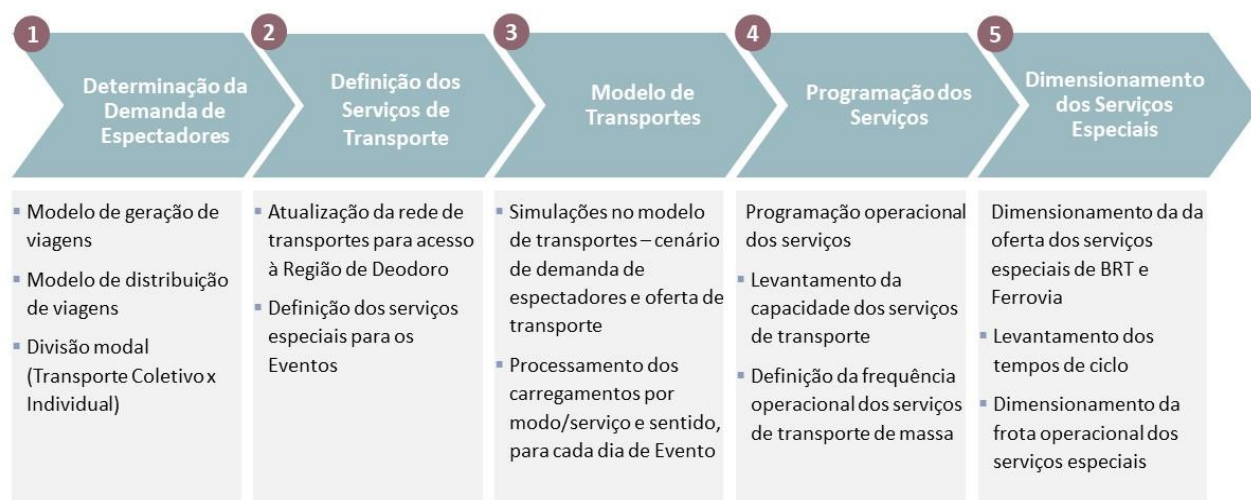 1
Determinação da
Demanda de
Espectadores
▪ Modelo de geração de
viagens
▪ Modelo de distribuição
de viagens
▪ Divisão modal
(Transporte Coletivo x
Individual)
2
Definição dos
Serviços de
Transporte
▪ Atualização da rede de
transportes para acesso
à Região de Deodoro
▪ Definição dos serviços
especiais para os
Eventos
3
Modelo de
Transportes
▪ Simulações no modelo
de transportes – cenário
de demanda de
espectadores e oferta de
transporte
▪ Processamento dos
carregamentos por
modo/serviço e sentido,
para cada dia de Evento
4
Programação dos
Serviços
Programação operacional
dos serviços
▪ Levantamento da
capacidade dos serviços
de transporte
▪ Definição da frequência
operacional dos serviços
de transporte de massa
5
Dimensionamento
dos Serviços
Especiais
Dimensionamento da da
oferta dos serviços
especiais de BRT e
Ferrovia
▪ Levantamento dos
tempos de ciclo
▪ Dimensionamento da
frota operacional dos
serviços especiais